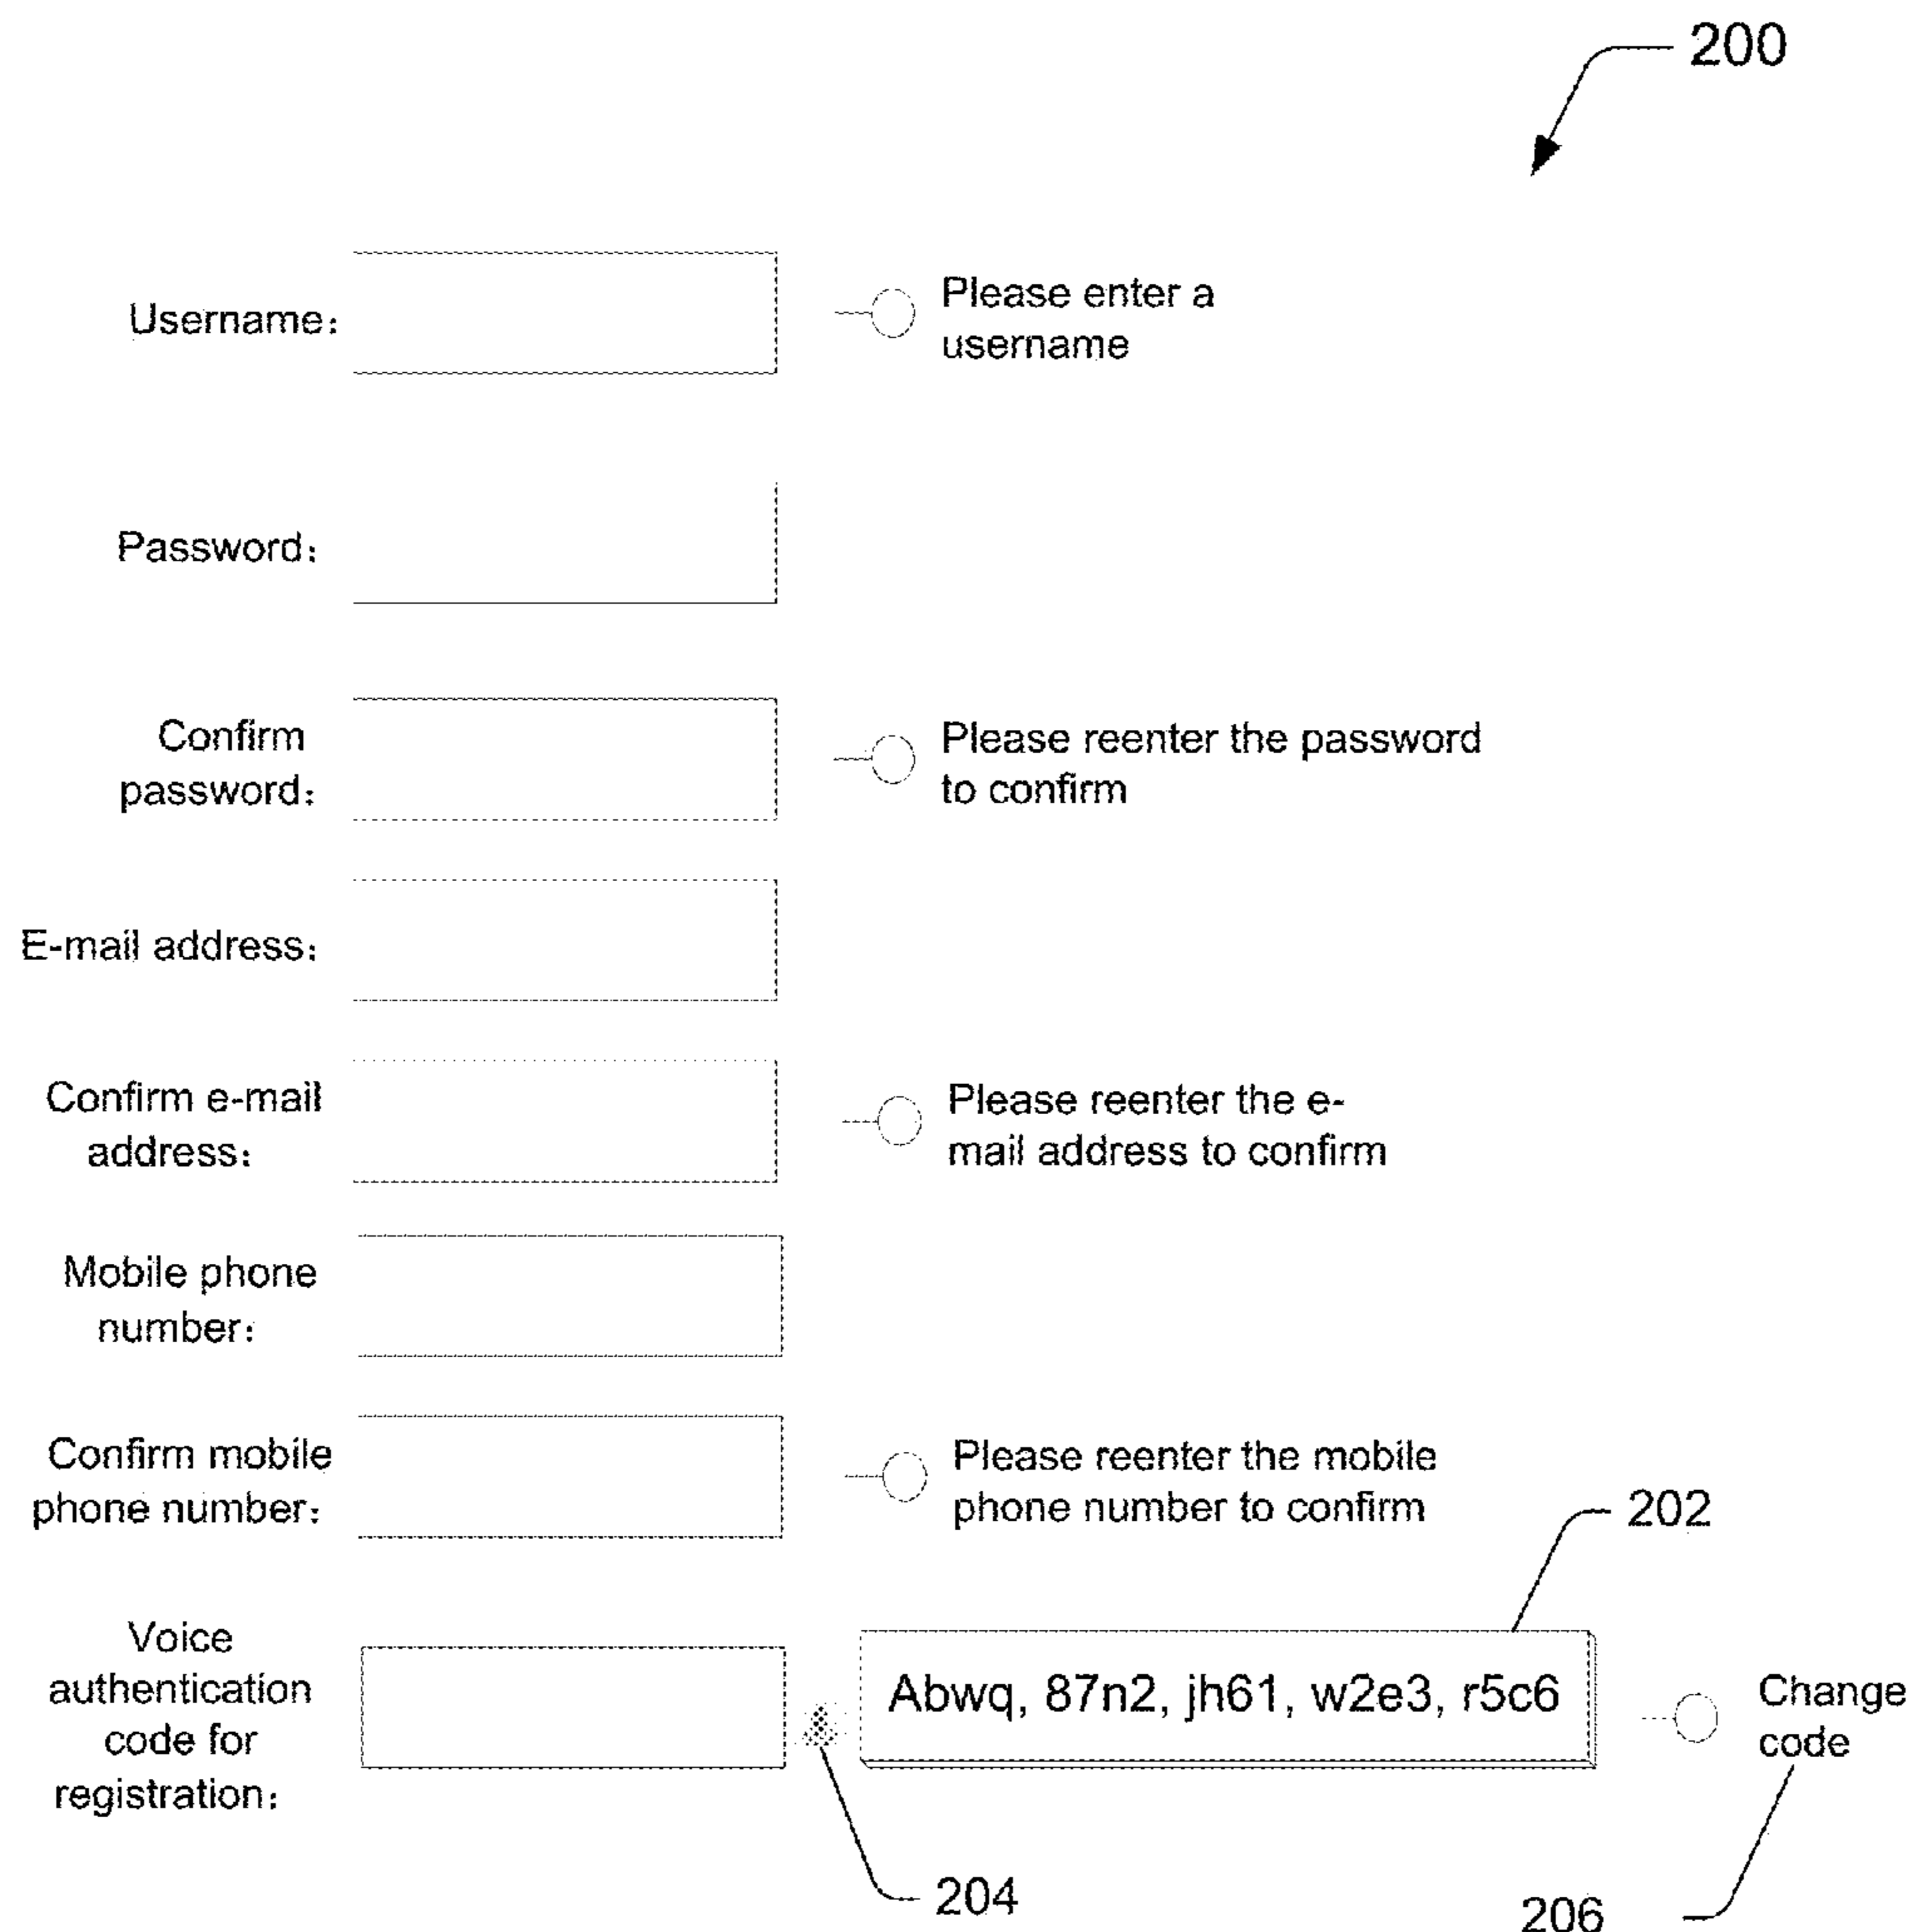 200
Username:
Please enter a
username
Password:
Confirm
password:
Please reenter the password
to confirm
E-mail address:
Confirm e-mail
address:
Please reenter the e-
mail address to confirm
Mobile phone
number:
Confirm mobile
phone number:
Please reenter the mobile
phone number to confirm
202
Voice
authentication
code for
registration:
Abwq, 87n2, jh61, w2e3, r5c6
Change
code
204
206